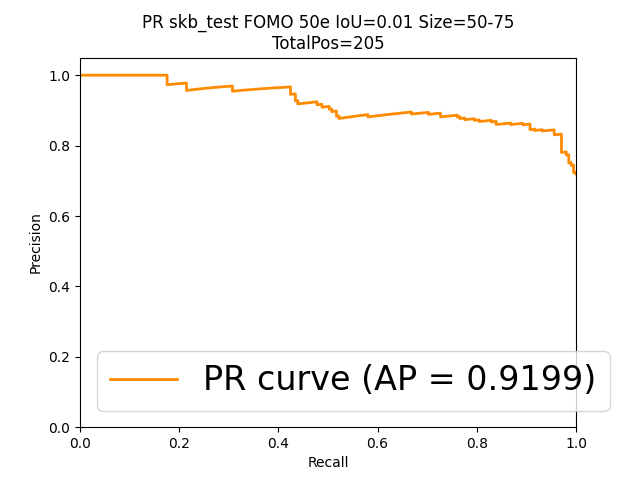 PR skb_test FOMO 50e IoU=0.01 Size=50-75
TotalPos=205
1.0
0.8
0.6
0.4
0.2
0.0
Precision
PR curve (AP = 0.9199)
0.0 0.2 0.4 0.6 0.8 1.0
Recall